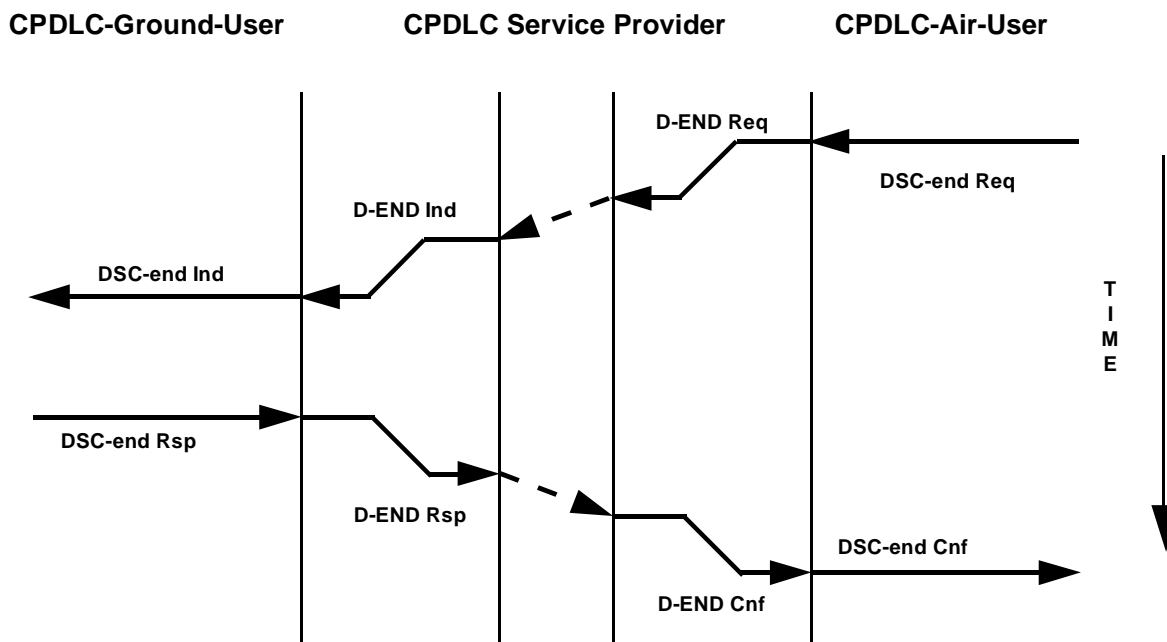 CPDLC-Ground-User CPDLC Service Provider CPDLC-Air-User
D-END Req
DSC-end Req
D-END Ind
DSC-end Ind
T
I
M
E
DSC-end Rsp
D-END Rsp
DSC-end Cnf
D-END Cnf